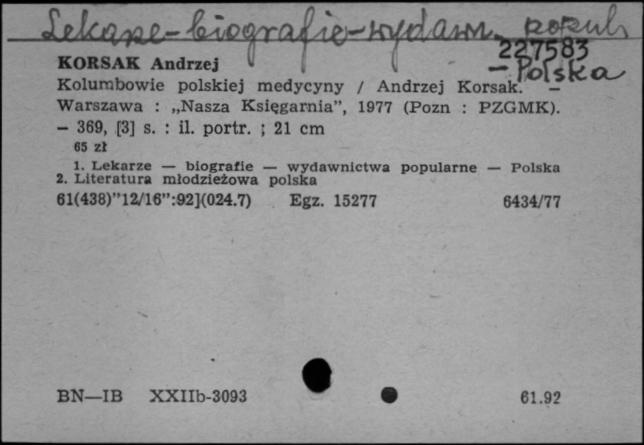 Lekarze-biografie-wydawn. popul.
227583
- Polska
KORSAK Andrzej
Kolumbowie polskiej medycyny / Andrzej Korsak. —
Warszawa : „Nasza Księgarnia”, 1977 (Pozn : PZGMK).
— 369, [3] s. : il. portr. ; 21 cm
65 zł
1. Lekarze — biografie — wydawnictwa popularne — Polska
2. Literatura młodzieżowa polska
61(438)"12/16":92](024.7) Egz. 15277 6434/77
BN—IB XXIIb-3093 61.92